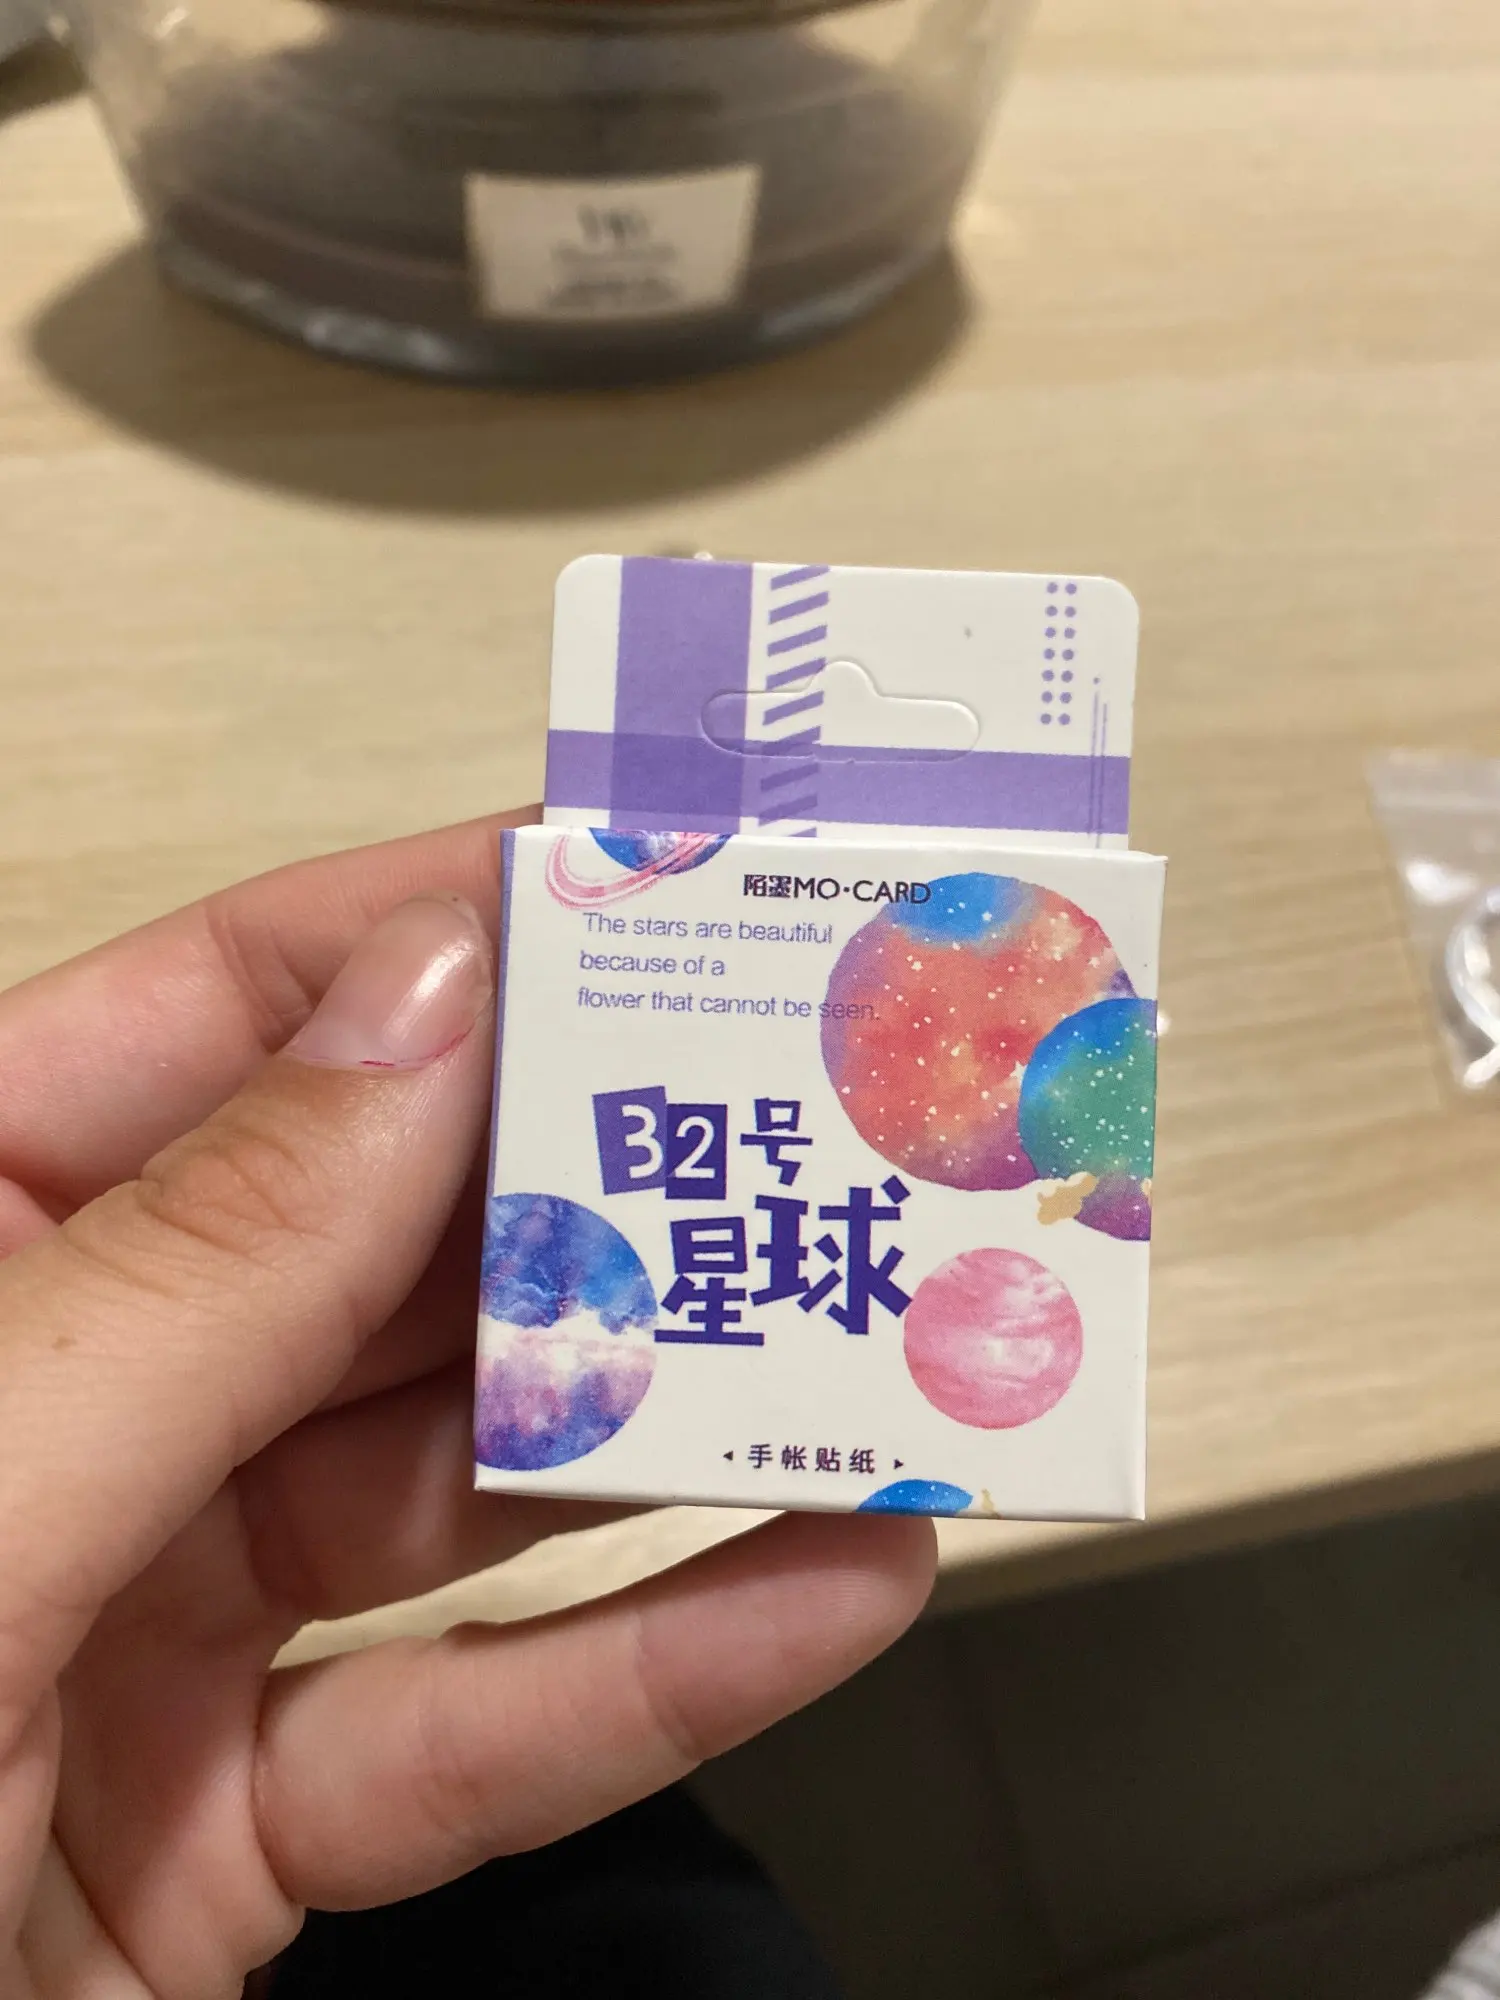 陌墨MO·CARD
The stars are beautiful
because of a
flower that cannot be seen.
32号
星球
手帐贴纸